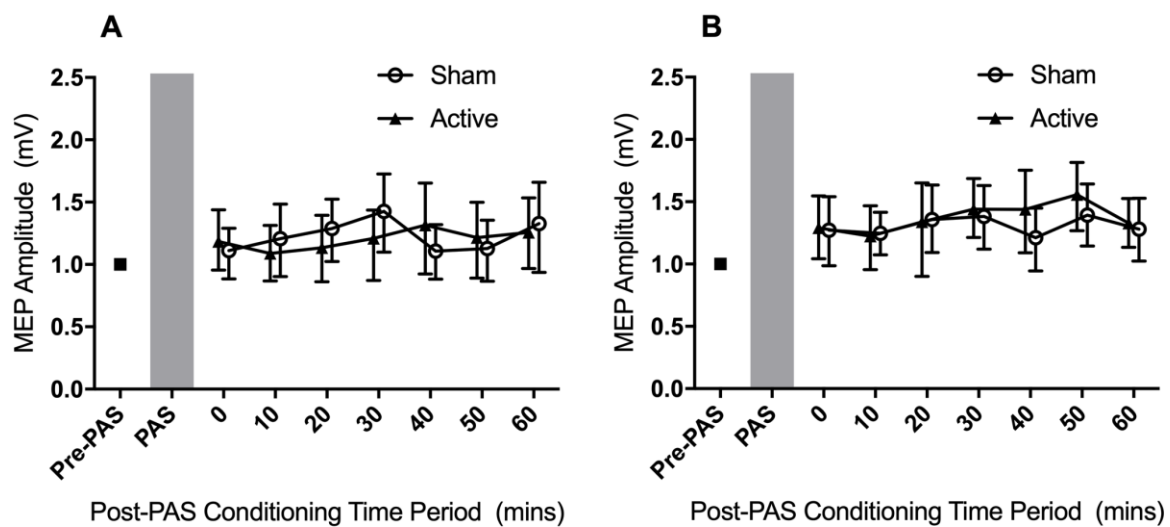 A
Sham
Active
MEP Amplitude (mV)
2.5
2.0
1.5
1.0
0.5
0.0
Pre-PAS
PAS
0
10
20
30
40
50
60
Post-PAS Conditioning Time Period (mins)
B
Sham
Active
MEP Amplitude (mV)
2.5
2.0
1.5
1.0
0.5
0.0
Pre-PAS
PAS
0
10
20
30
40
50
60
Post-PAS Conditioning Time Period (mins)